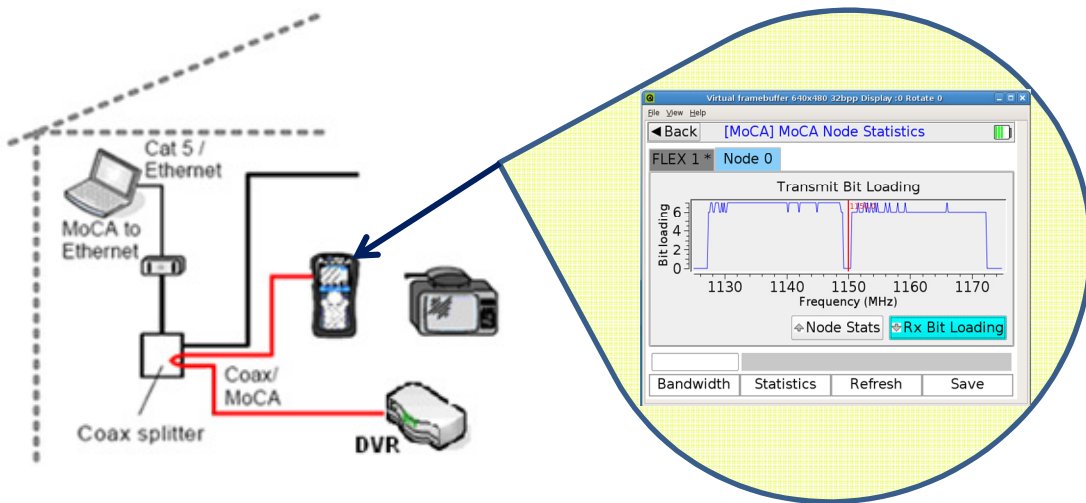 Cat 5 /
Ethernet
MoCA to
Ethernet
Coax/
MoCA
Coax splitter
DVR
Virtual framebuffer 640x480 32bpp Display :0 Rotate 0
File View Help
Back [MoCA] MoCA Node Statistics
FLEX 1 * Node 0
Transmit Bit Loading
Bit loading
6
4
2
0
1130 1140 1150 1160 1170
Frequency (MHz)
Node Stats Rx Bit Loading
Bandwidth Statistics Refresh Save